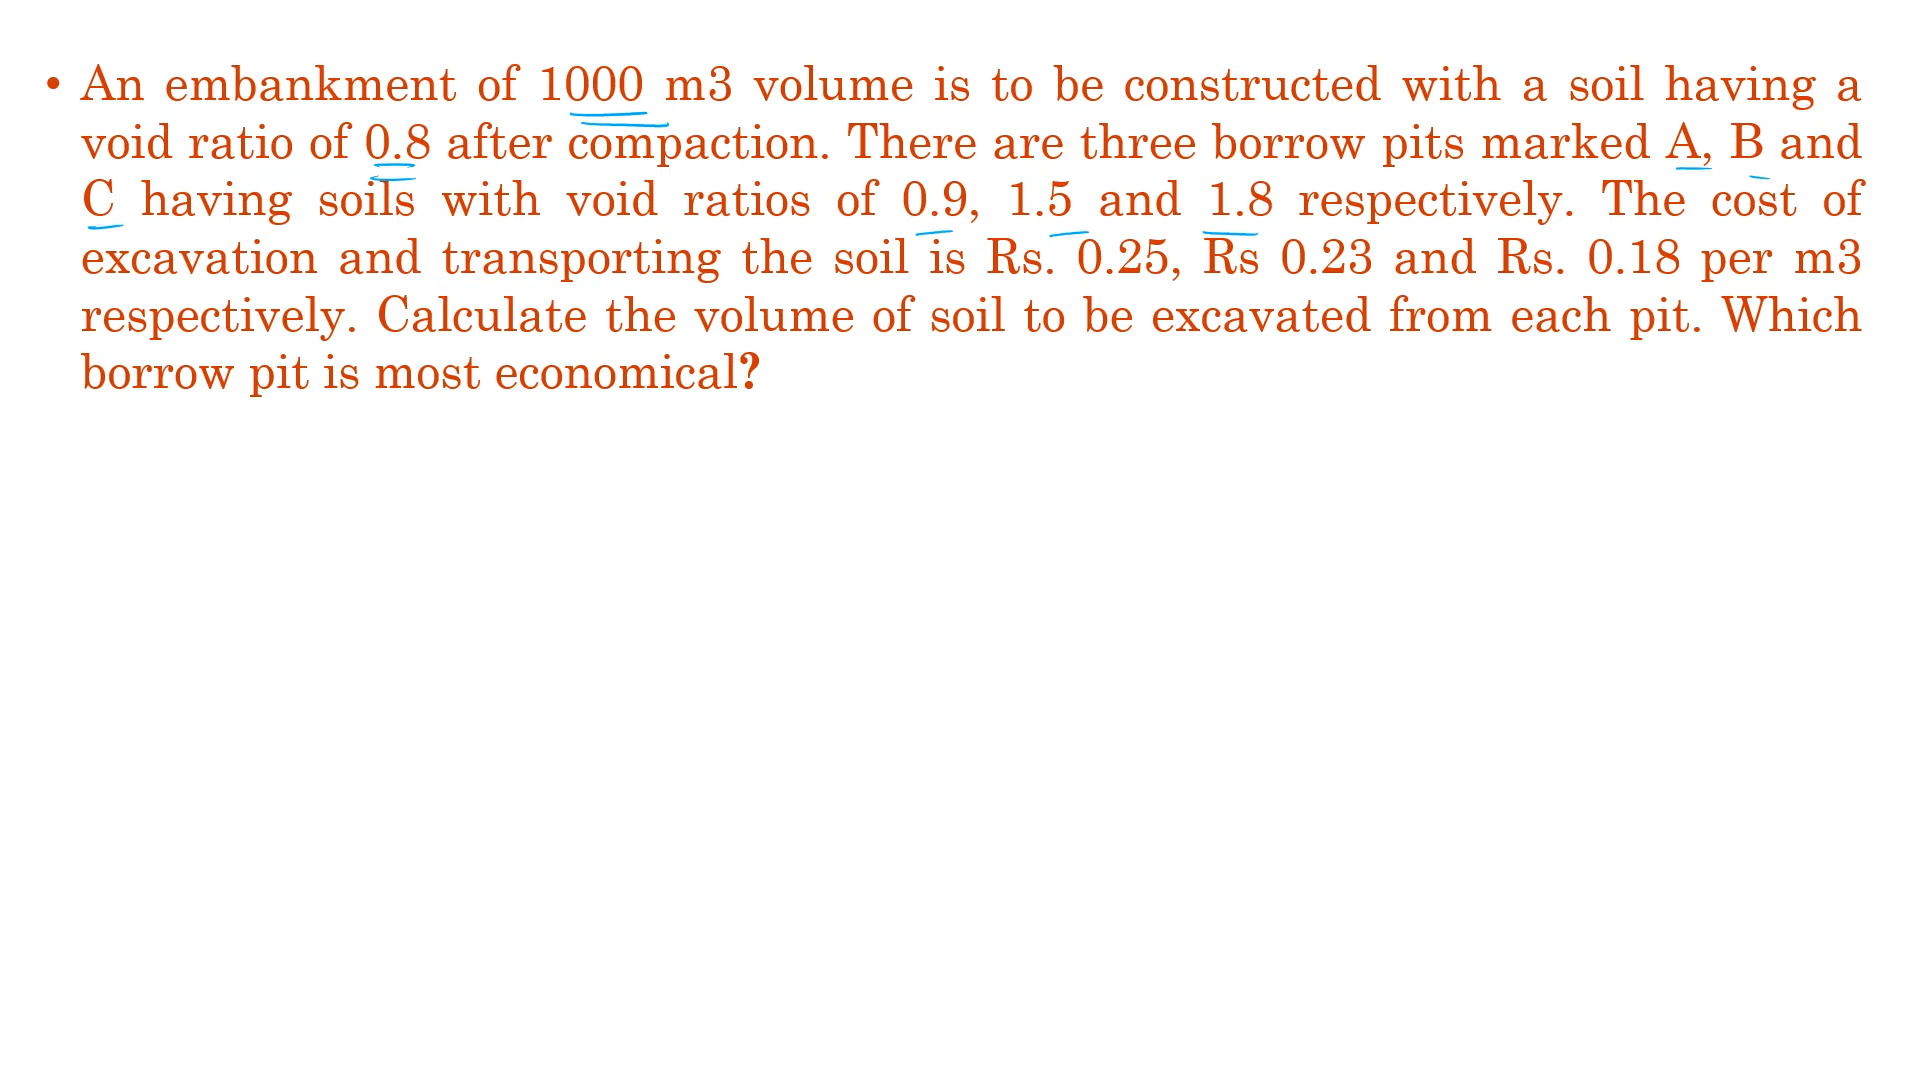 • An embankment of 1000 m3 volume is to be constructed with a soil having a
void ratio of 0.8 after compaction. There are three borrow pits marked A, B and
C having soils with void ratios of 0.9, 1.5 and 1.8 respectively. The cost of
excavation and transporting the soil is Rs. 0.25, Rs 0.23 and Rs. 0.18 per m3
respectively. Calculate the volume of soil to be excavated from each pit. Which
borrow pit is most economical?